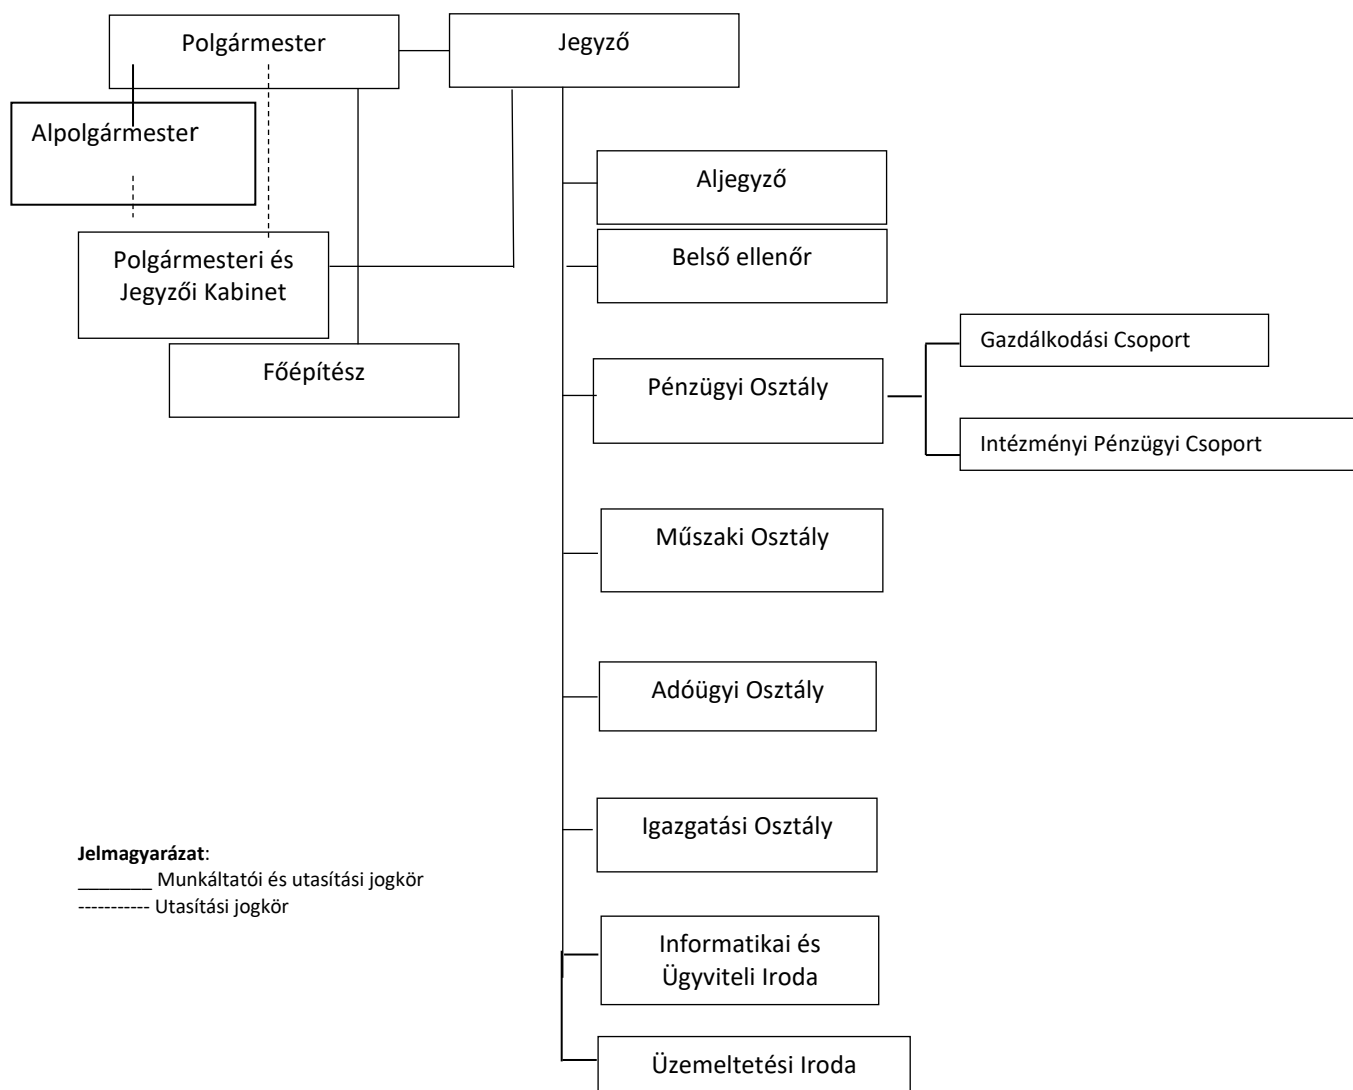 Polgármester
Jegyző
Alpolgármester
Aljegyző
Belső ellenőr
Polgármesteri és
Jegyzői Kabinet
Gazdálkodási Csoport
Főépítész
Pénzügyi Osztály
Intézményi Pénzügyi Csoport
Műszaki Osztály
Adóügyi Osztály
Igazgatási Osztály
Jelmagyarázat:
_______ Munkáltatói és utasítási jogkör
----------- Utasítási jogkör
Informatikai és
Ügyviteli Iroda
Üzemeltetési Iroda